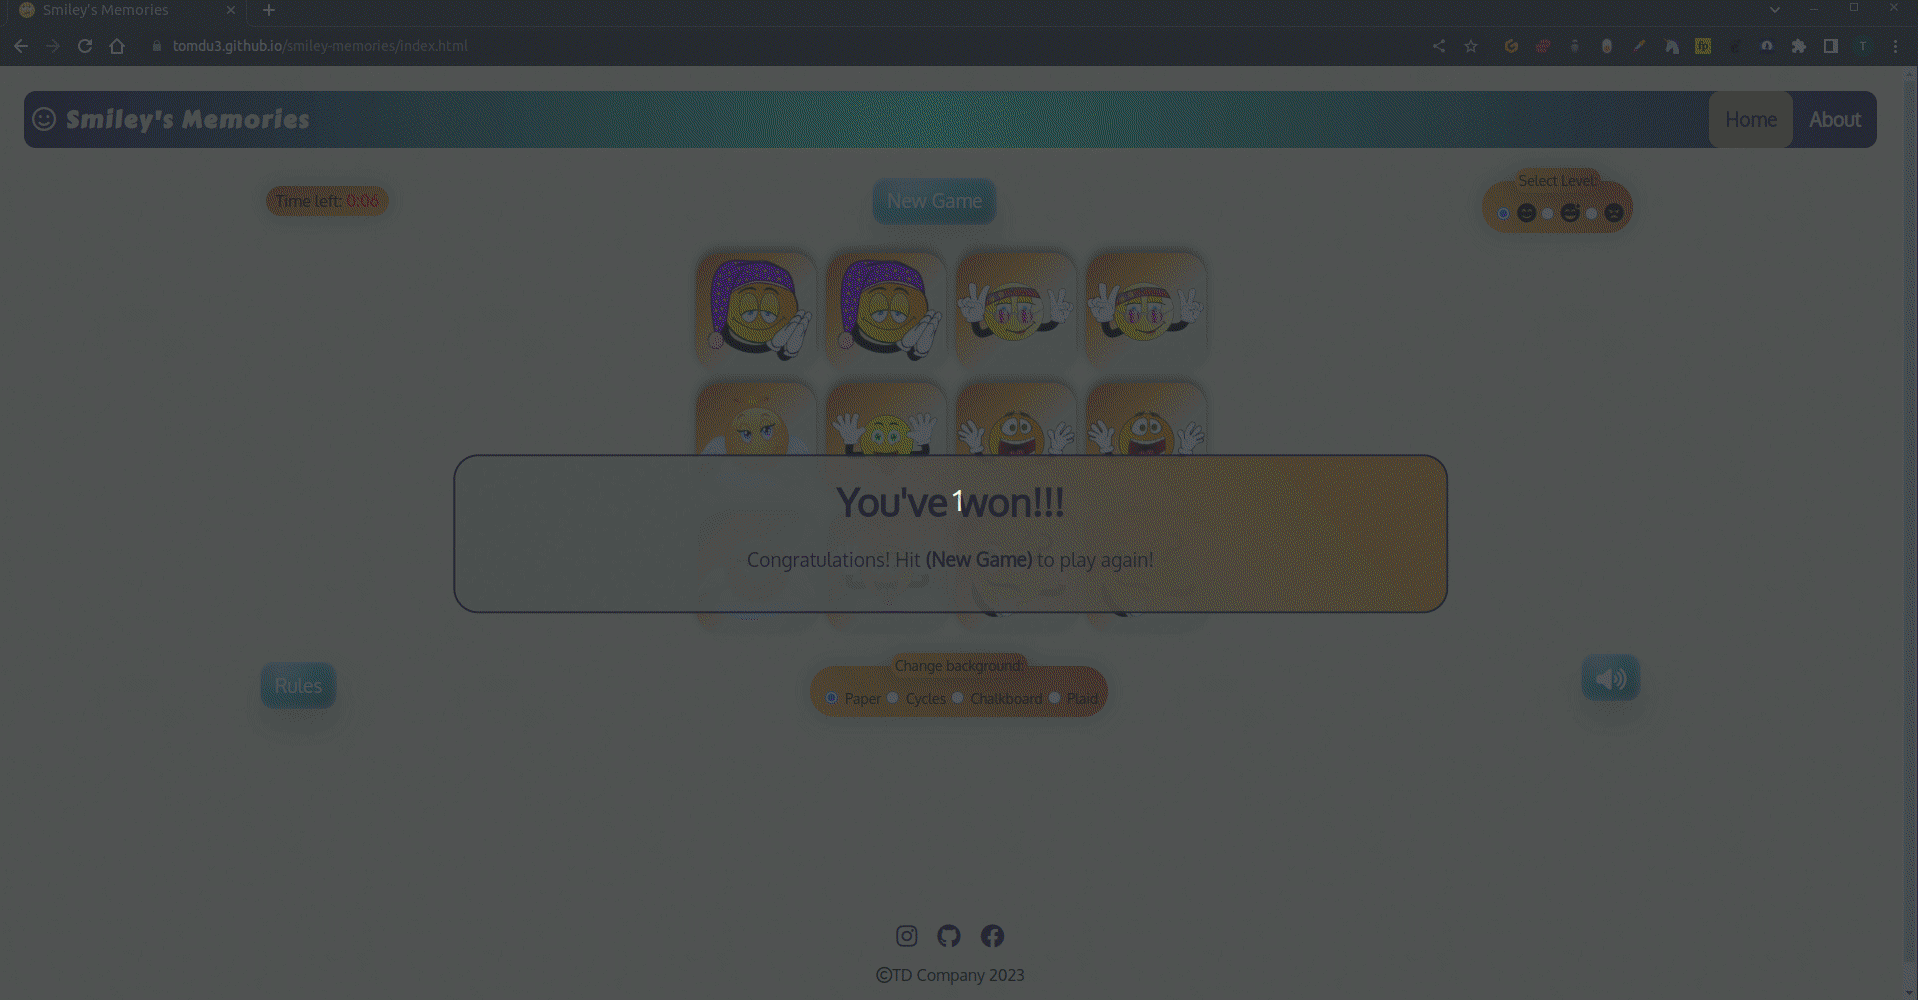 Smiley's Memories
tomdu3.github.io/smiley-memories/index.html
T
Smiley's Memories
Home
About
Time left: 0:06
New Game
Select Level:
You've won!!!
1
Congratulations! Hit (New Game) to play again!
Rules
Change background:
Paper Cycles Chalkboard Plaid
©TD Company 2023